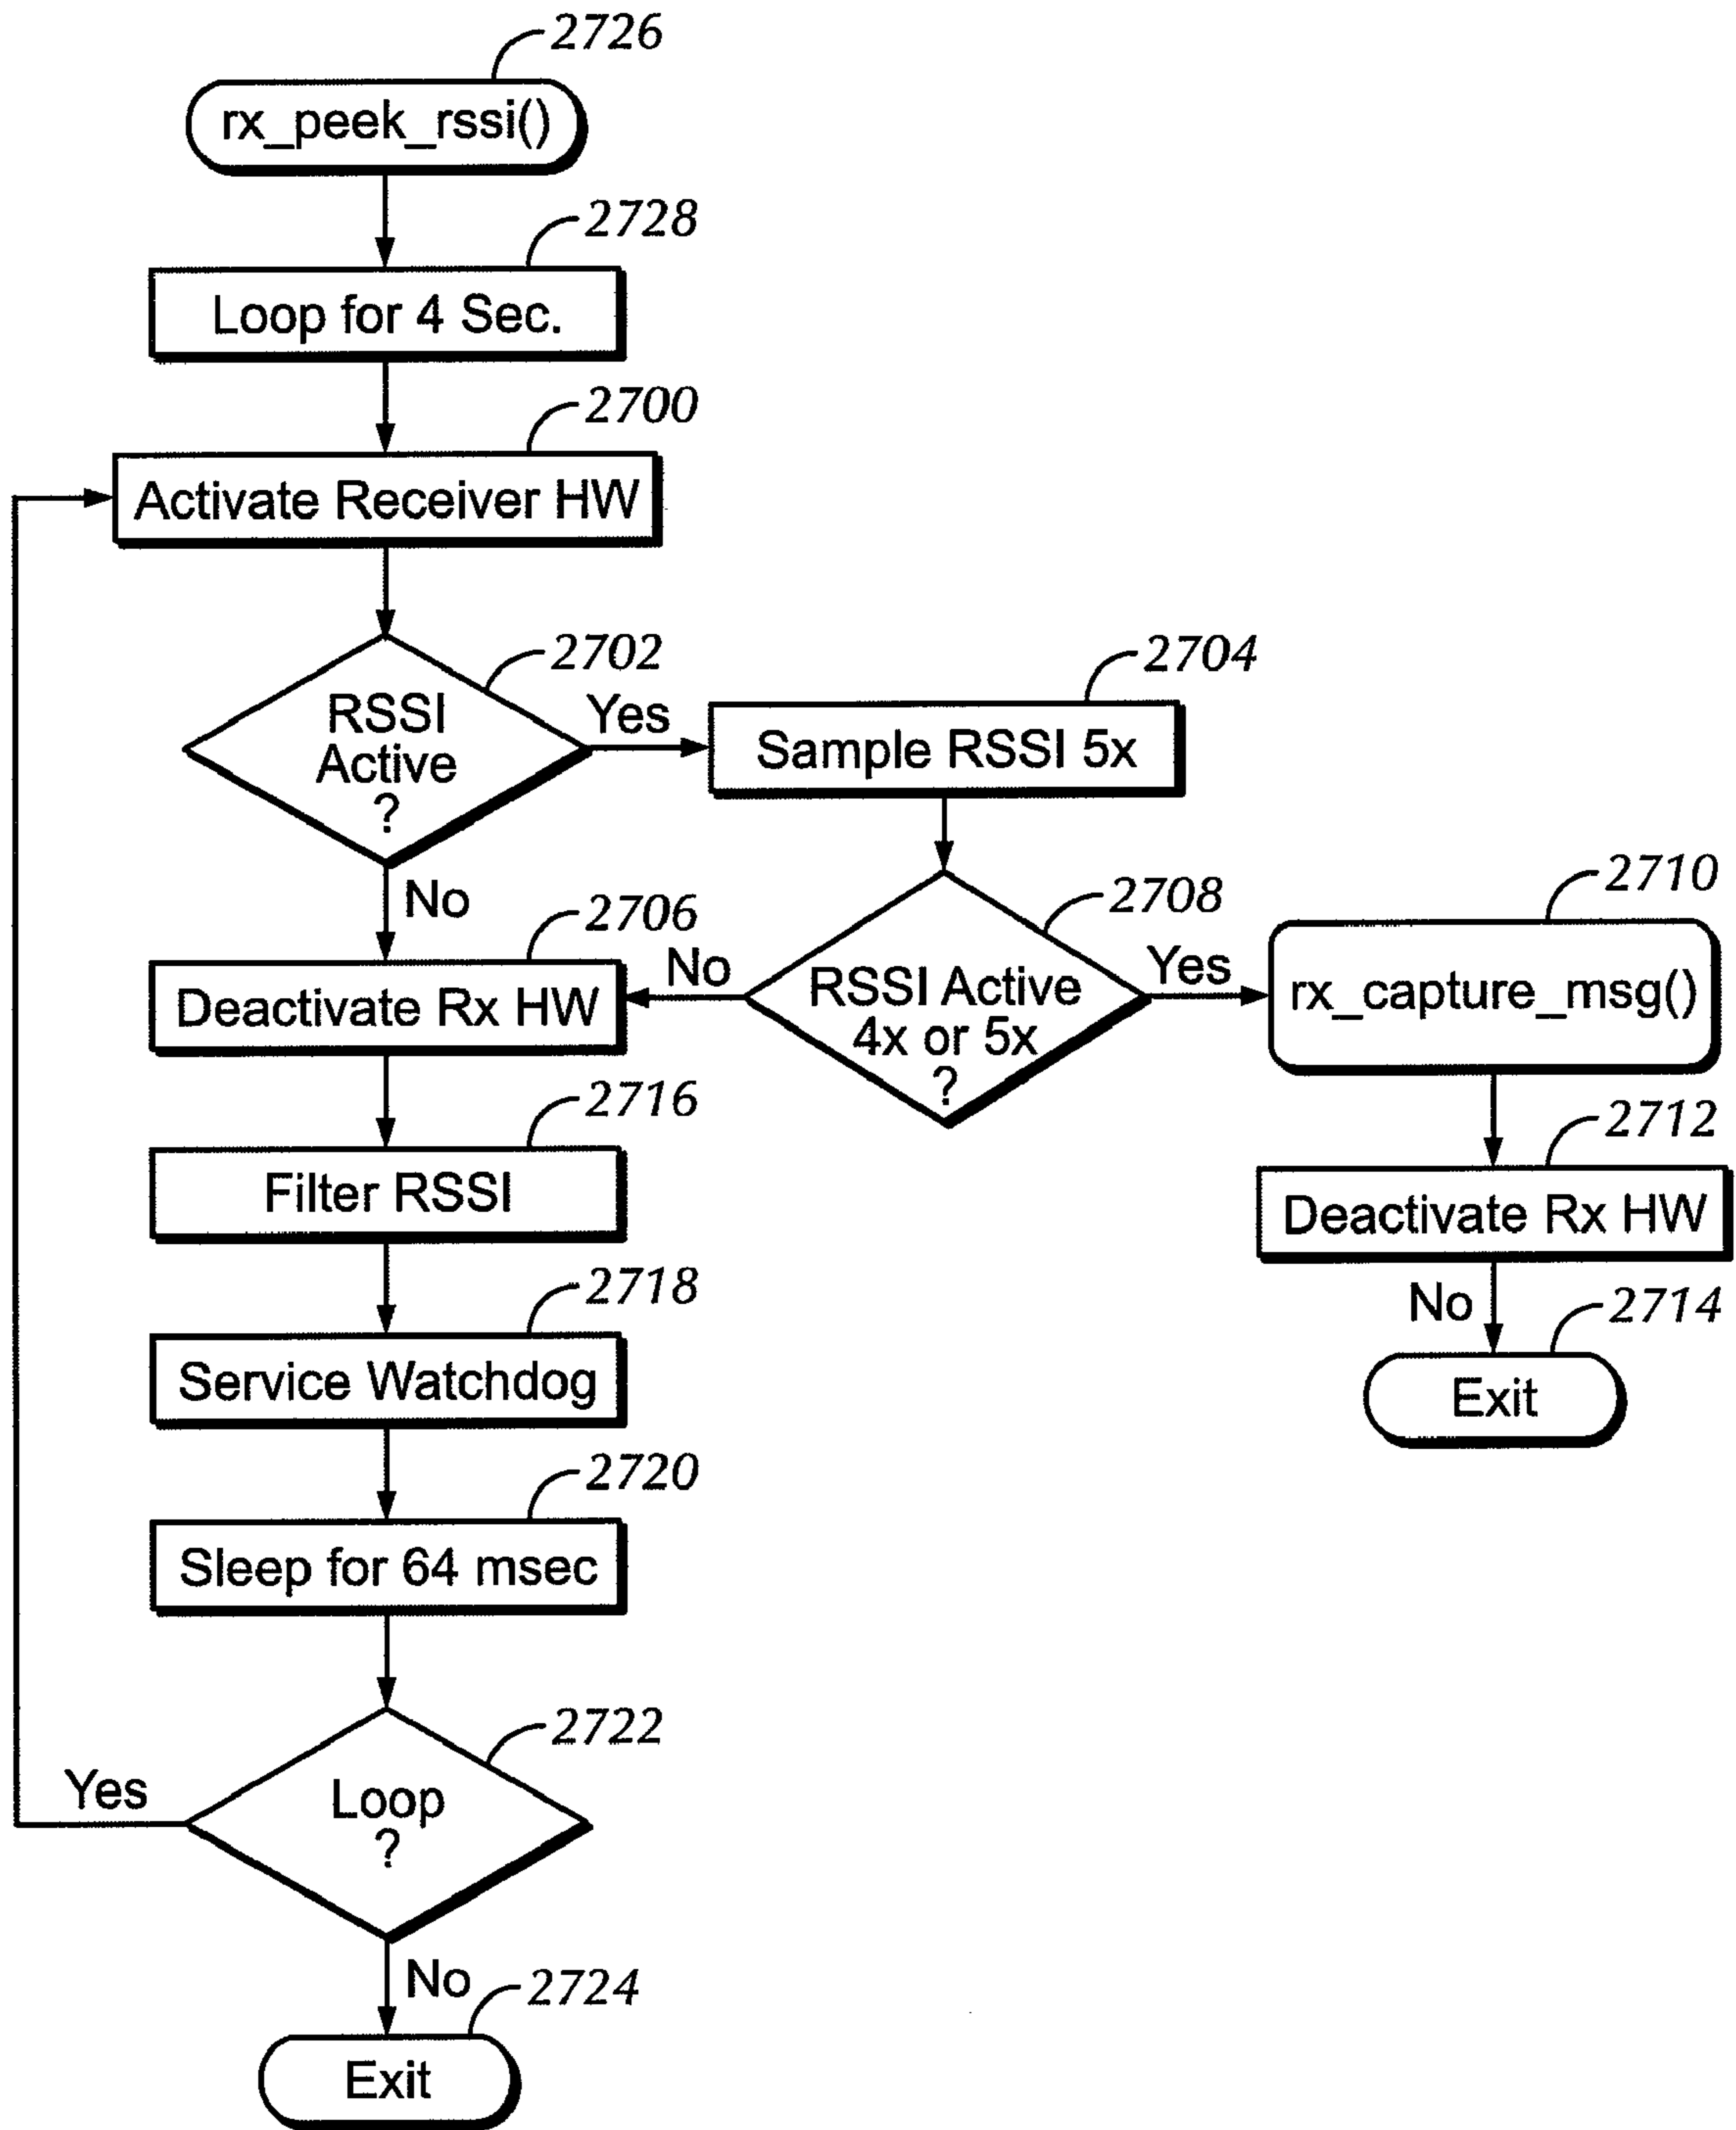 2726
rx_peek_rssi()
2728
Loop for 4 Sec.
2700
Activate Receiver HW
2702
RSSI
Active
?
Yes
2704
Sample RSSI 5x
No
2706
Deactivate Rx HW
No
2708
RSSI Active
4x or 5x
?
Yes
2710
rx_capture_msg()
2712
Deactivate Rx HW
No
2714
Exit
2716
Filter RSSI
2718
Service Watchdog
2720
Sleep for 64 msec
2722
Loop
?
Yes
No
2724
Exit